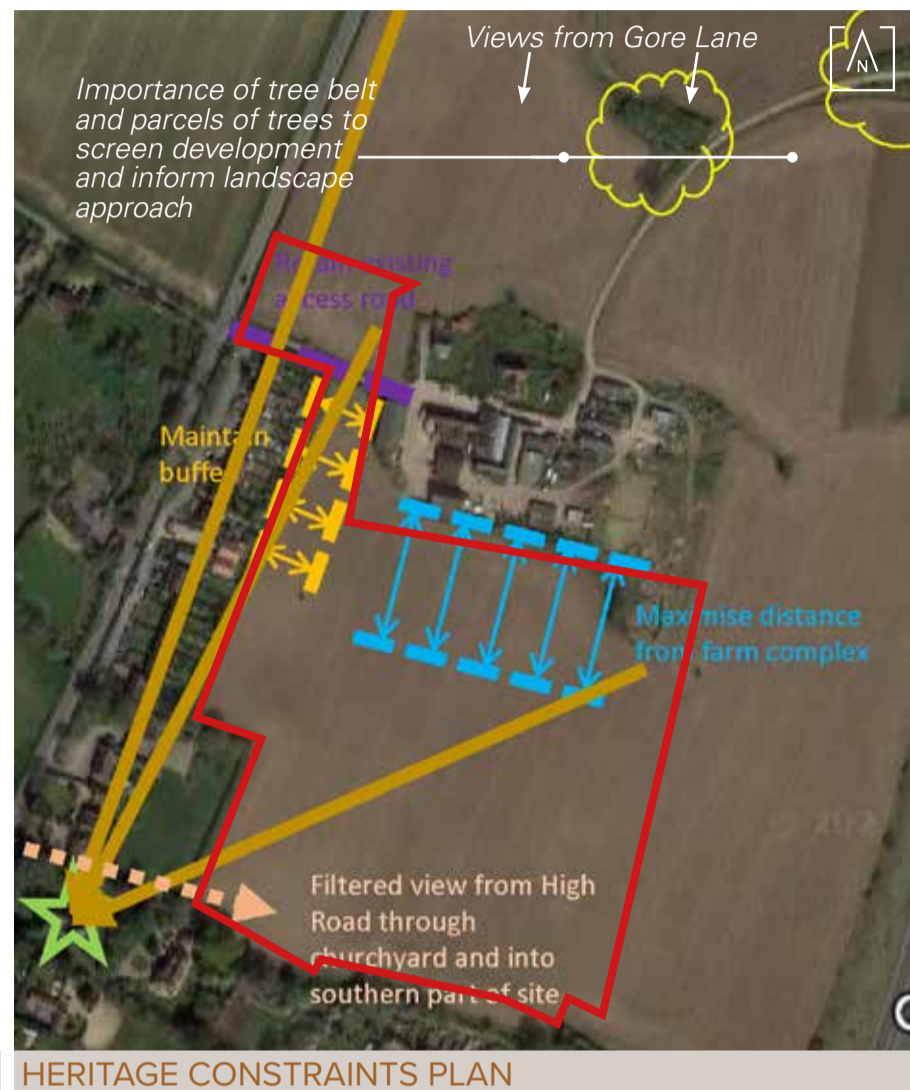 Views from Gore Lane
N
Importance of tree belt
and parcels of trees to
screen development
and inform landscape
approach
Retain existing
access road
Maintain
buffer
Maximise distance
from farm complex
Filtered view from High
Road through
churchyard and into
southern part of site
HERITAGE CONSTRAINTS PLAN